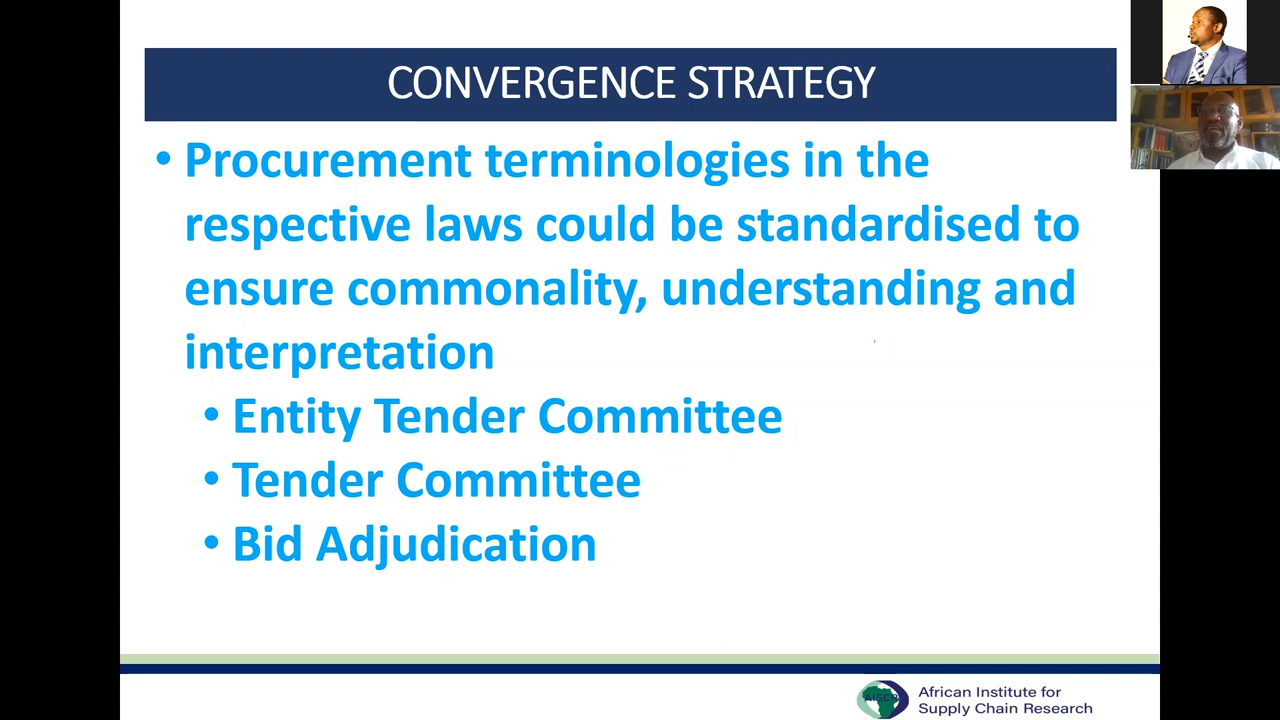 CONVERGENCE STRATEGY
• Procurement terminologies in the
respective laws could be standardised to
ensure commonality, understanding and
interpretation
• Entity Tender Committee
• Tender Committee
• Bid Adjudication
AISCR
African Institute for
Supply Chain Research